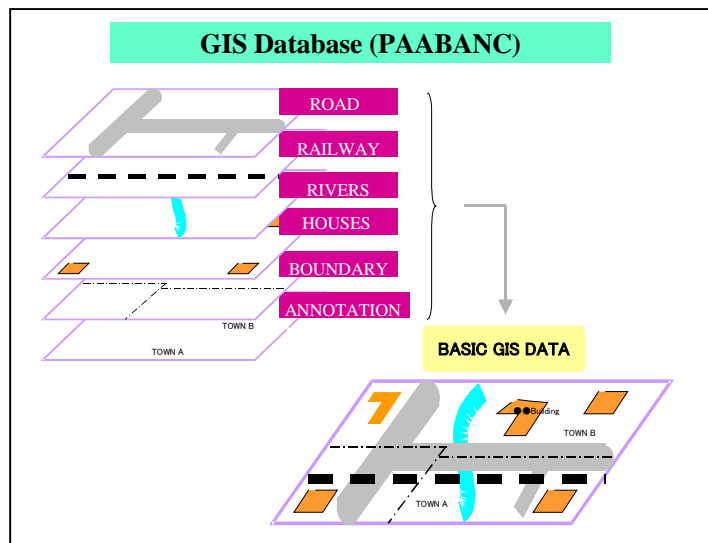 GIS Database (PAABANC)
ROAD
RAILWAY
RIVERS
HOUSES
BOUNDARY
ANNOTATION
TOWN B
TOWN A
BASIC GIS DATA
●●Building
TOWN B
TOWN A